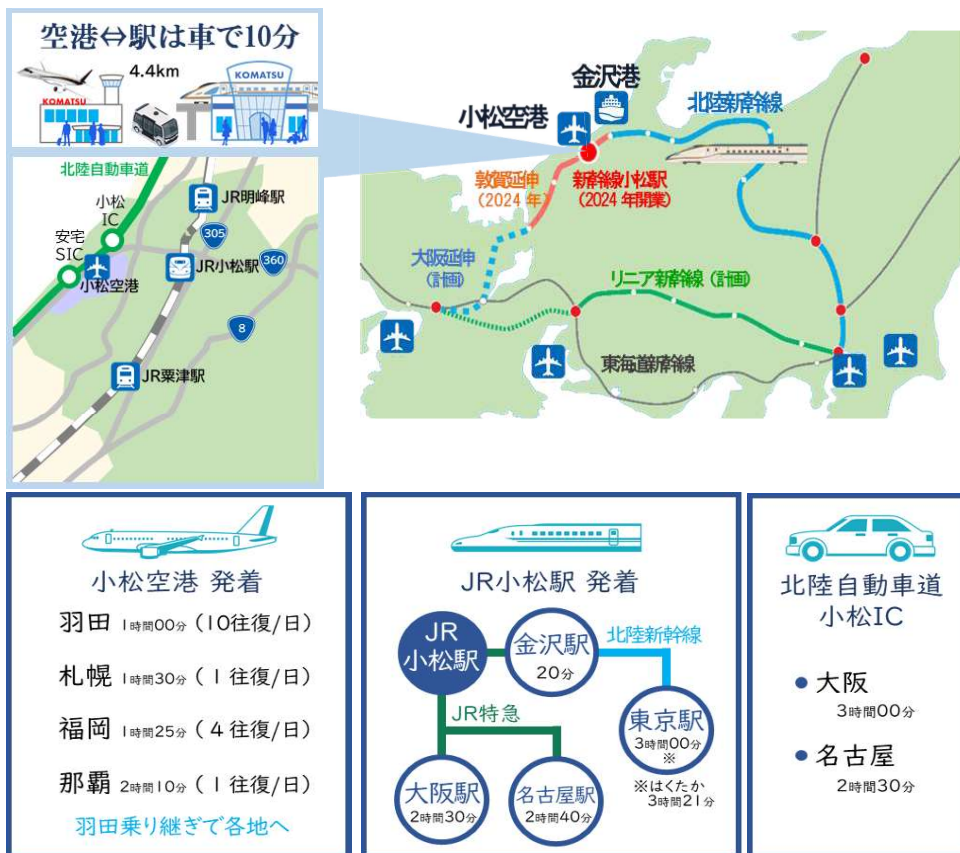 空港⇔駅は車で10分
4.4km
KOMATSU
KOMATSU
北陸自動車道
小松
IC
安宅
SIC
小松空港
JR明峰駅
305
JR小松駅
360
8
JR粟津駅
金沢港
小松空港
北陸新幹線
敦賀延伸
(2024年)
新幹線小松駅
(2024年開業)
大阪延伸
(計画)
リニア新幹線(計画)
東海道新幹線
小松空港 発着
羽田 1時間00分 (10往復/日)
札幌 1時間30分 (1往復/日)
福岡 1時間25分 (4往復/日)
那覇 2時間10分 (1往復/日)
羽田乗り継ぎで各地へ
JR小松駅 発着
JR
小松駅
金沢駅
20分
北陸新幹線
東京駅
3時間00分
※
※はくたか
3時間21分
JR特急
大阪駅
2時間30分
名古屋駅
2時間40分
北陸自動車道
小松IC
● 大阪
3時間00分
● 名古屋
2時間30分